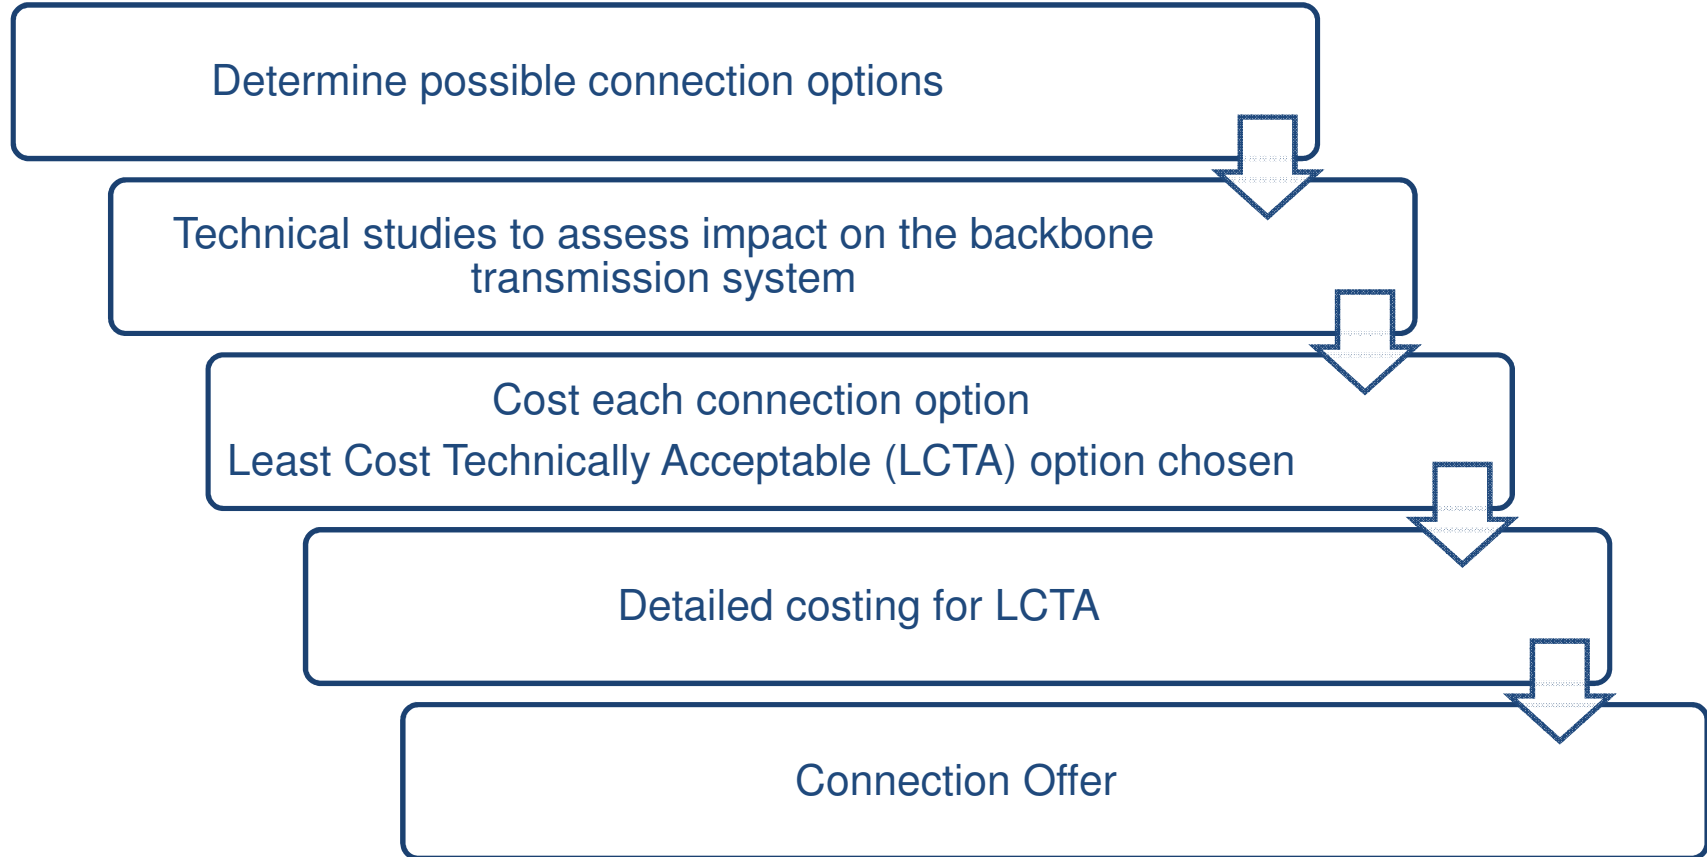 Determine possible connection options
Technical studies to assess impact on the backbone
transmission system
Cost each connection option
Least Cost Technically Acceptable (LCTA) option chosen
Detailed costing for LCTA
Connection Offer